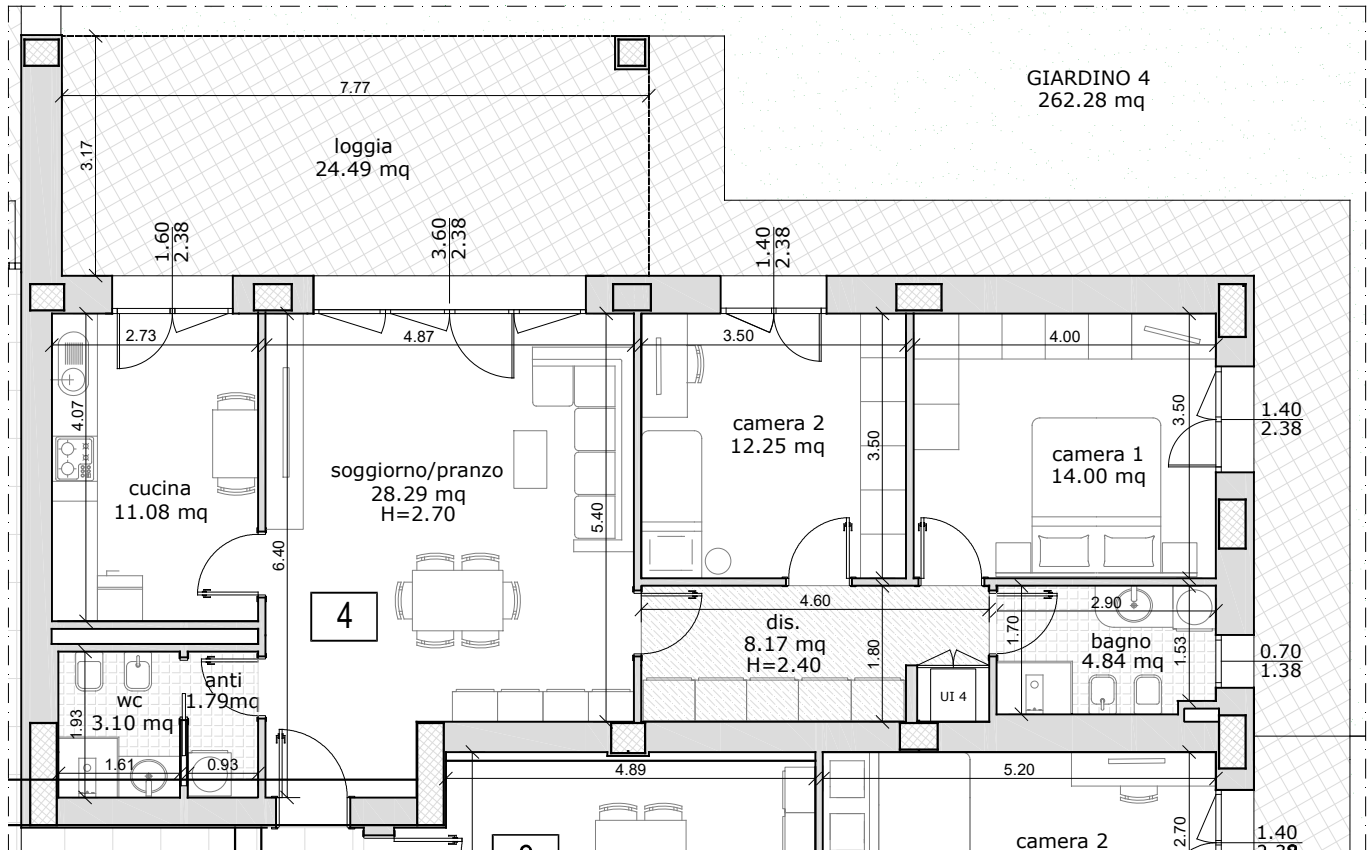 GIARDINO 4
262.28 mq
7.77
3.17
loggia
24.49 mq
1.60
2.38
3.60
2.38
1.40
2.38
2.73
4.87
3.50
4.00
4.07
cucina
11.08 mq
soggiorno/pranzo
28.29 mq
H=2.70
5.40
6.40
camera 2
12.25 mq
3.50
camera 1
14.00 mq
3.50
1.40
2.38
4
4.60
dis.
8.17 mq
H=2.40
1.80
UI 4
2.90
1.70
bagno
4.84 mq
1.53
0.70
1.38
anti
1.79mq
wc
3.10 mq
1.93
1.61
0.93
4.89
5.20
camera 2
2.70
1.40
2.38